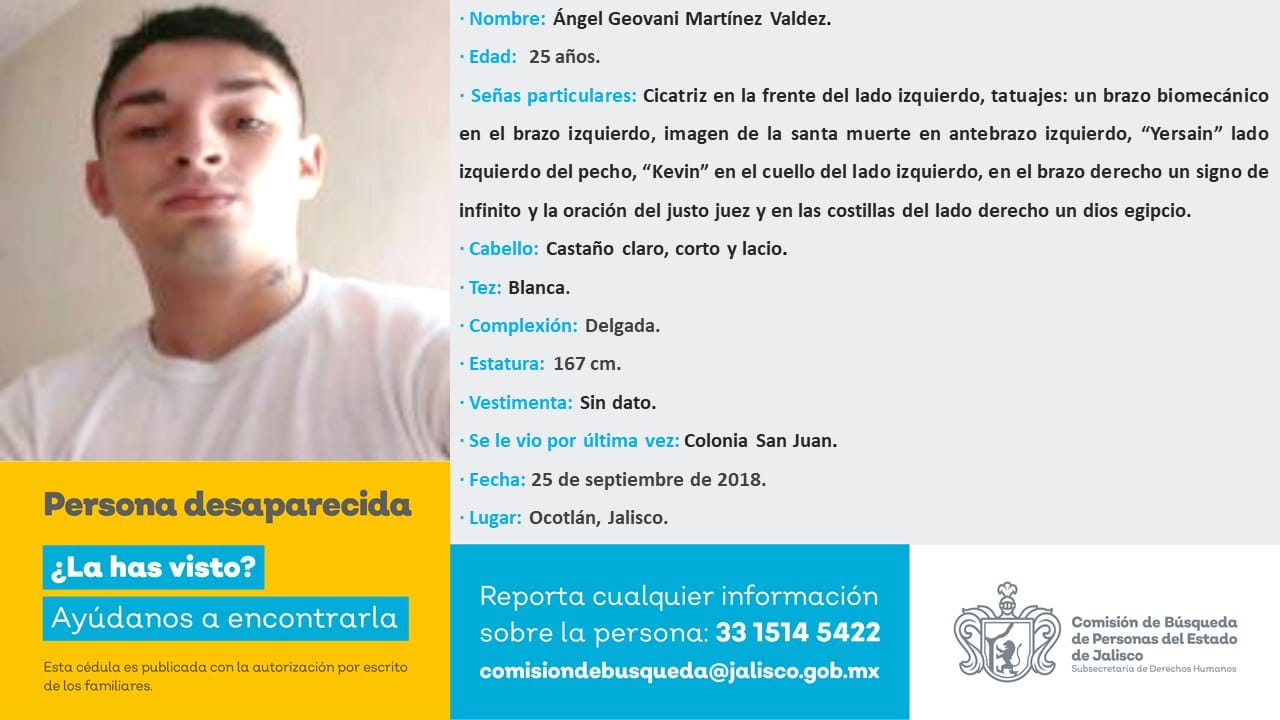 · Nombre: Ángel Geovani Martínez Valdez.
· Edad: 25 años.
· Señas particulares: Cicatriz en la frente del lado izquierdo, tatuajes: un brazo biomecánico
en el brazo izquierdo, imagen de la santa muerte en antebrazo izquierdo, “Yersain” lado
izquierdo del pecho, “Kevin” en el cuello del lado izquierdo, en el brazo derecho un signo de
infinito y la oración del justo juez y en las costillas del lado derecho un dios egipcio.
· Cabello: Castaño claro, corto y lacio.
· Tez: Blanca.
· Complexión: Delgada.
· Estatura: 167 cm.
· Vestimenta: Sin dato.
· Se le vio por última vez: Colonia San Juan.
· Fecha: 25 de septiembre de 2018.
· Lugar: Ocotlán, Jalisco.
Persona desaparecida
¿La has visto?
Ayúdanos a encontrarla
Esta cédula es publicada con la autorización por escrito
de los familiares.
Reporta cualquier información
sobre la persona: 33 1514 5422
comisiondebusqueda@jalisco.gob.mx
Comisión de Búsqueda
de Personas del Estado
de Jalisco
Subsecretaría de Derechos Humanos